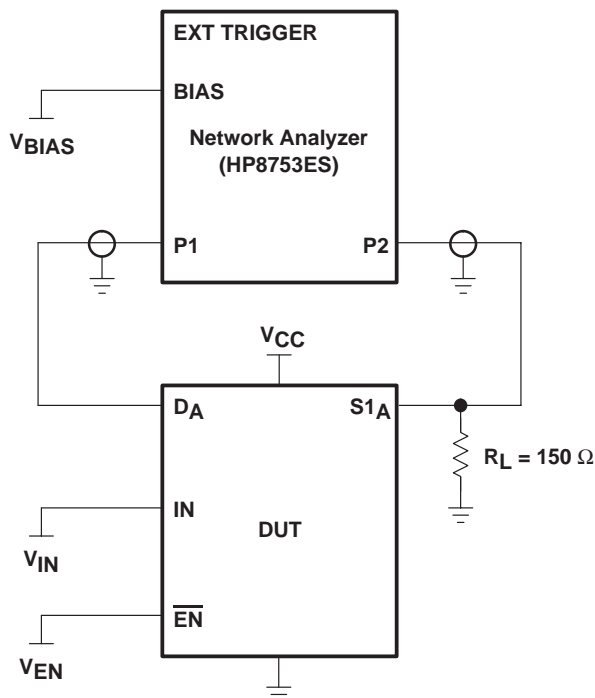 EXT TRIGGER
BIAS
VBIAS
Network Analyzer
(HP8753ES)
P1
P2
VCC
DA
S1A
RL = 150 Ω
IN
DUT
VIN
EN
VEN